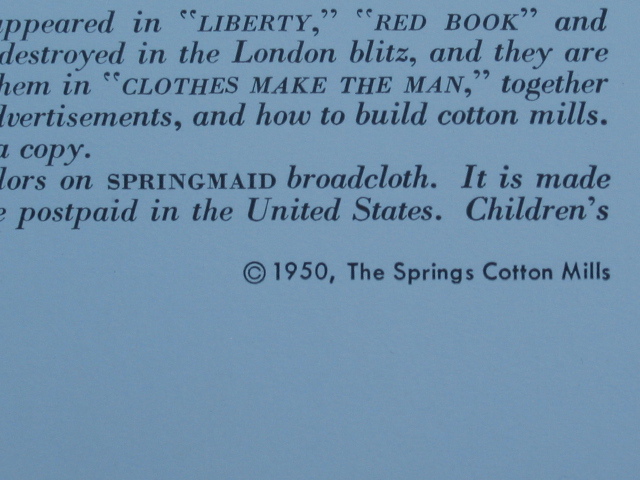 appeared in "LIBERTY," "RED BOOK" and
destroyed in the London blitz, and they are
hem in "CLOTHES MAKE THE MAN," together
dvertisements, and how to build cotton mills.
a copy.
lors on SPRINGMAID broadcloth. It is made
e postpaid in the United States. Children's
© 1950, The Springs Cotton Mills